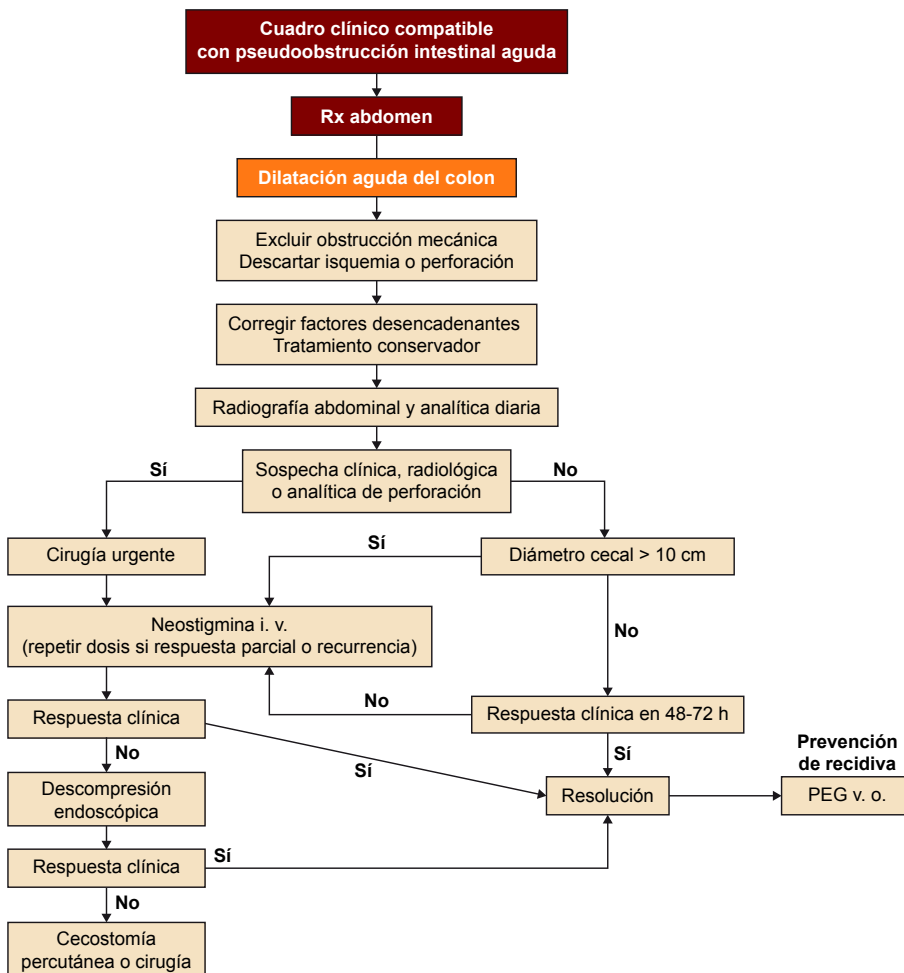 Cuadro clínico compatible
con pseudoobstrucción intestinal aguda
Rx abdomen
Dilatación aguda del colon
Excluir obstrucción mecánica
Descartar isquemia o perforación
Corregir factores desencadenantes
Tratamiento conservador
Radiografía abdominal y analítica diaria
Sí
Sospecha clínica, radiológica
o analítica de perforación
No
Cirugía urgente
Sí
Diámetro cecal > 10 cm
Neostigmina i. v.
(repetir dosis si respuesta parcial o recurrencia)
No
Respuesta clínica
No
Respuesta clínica en 48-72 h
No
Sí
Sí
Prevención
de recidiva
Descompresión
endoscópica
Resolución
PEG v. o.
Respuesta clínica
Sí
No
Cecostomía
percutánea o cirugía